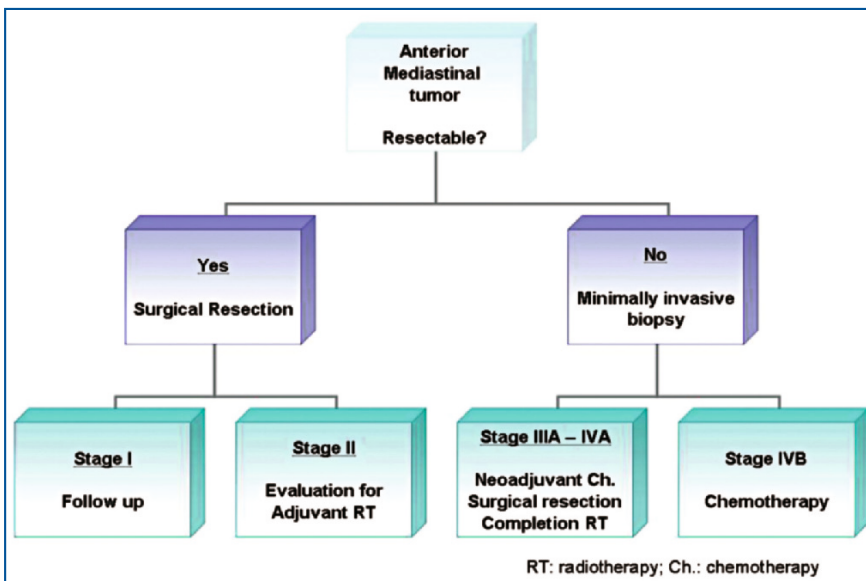 Anterior
Mediastinal
tumor
Resectable?
Yes
Surgical Resection
No
Minimally invasive
biopsy
Stage I
Follow up
Stage II
Evaluation for
Adjuvant RT
Stage IIIA – IVA
Neoadjuvant Ch.
Surgical resection
Completion RT
Stage IVB
Chemotherapy
RT: radiotherapy; Ch.: chemotherapy